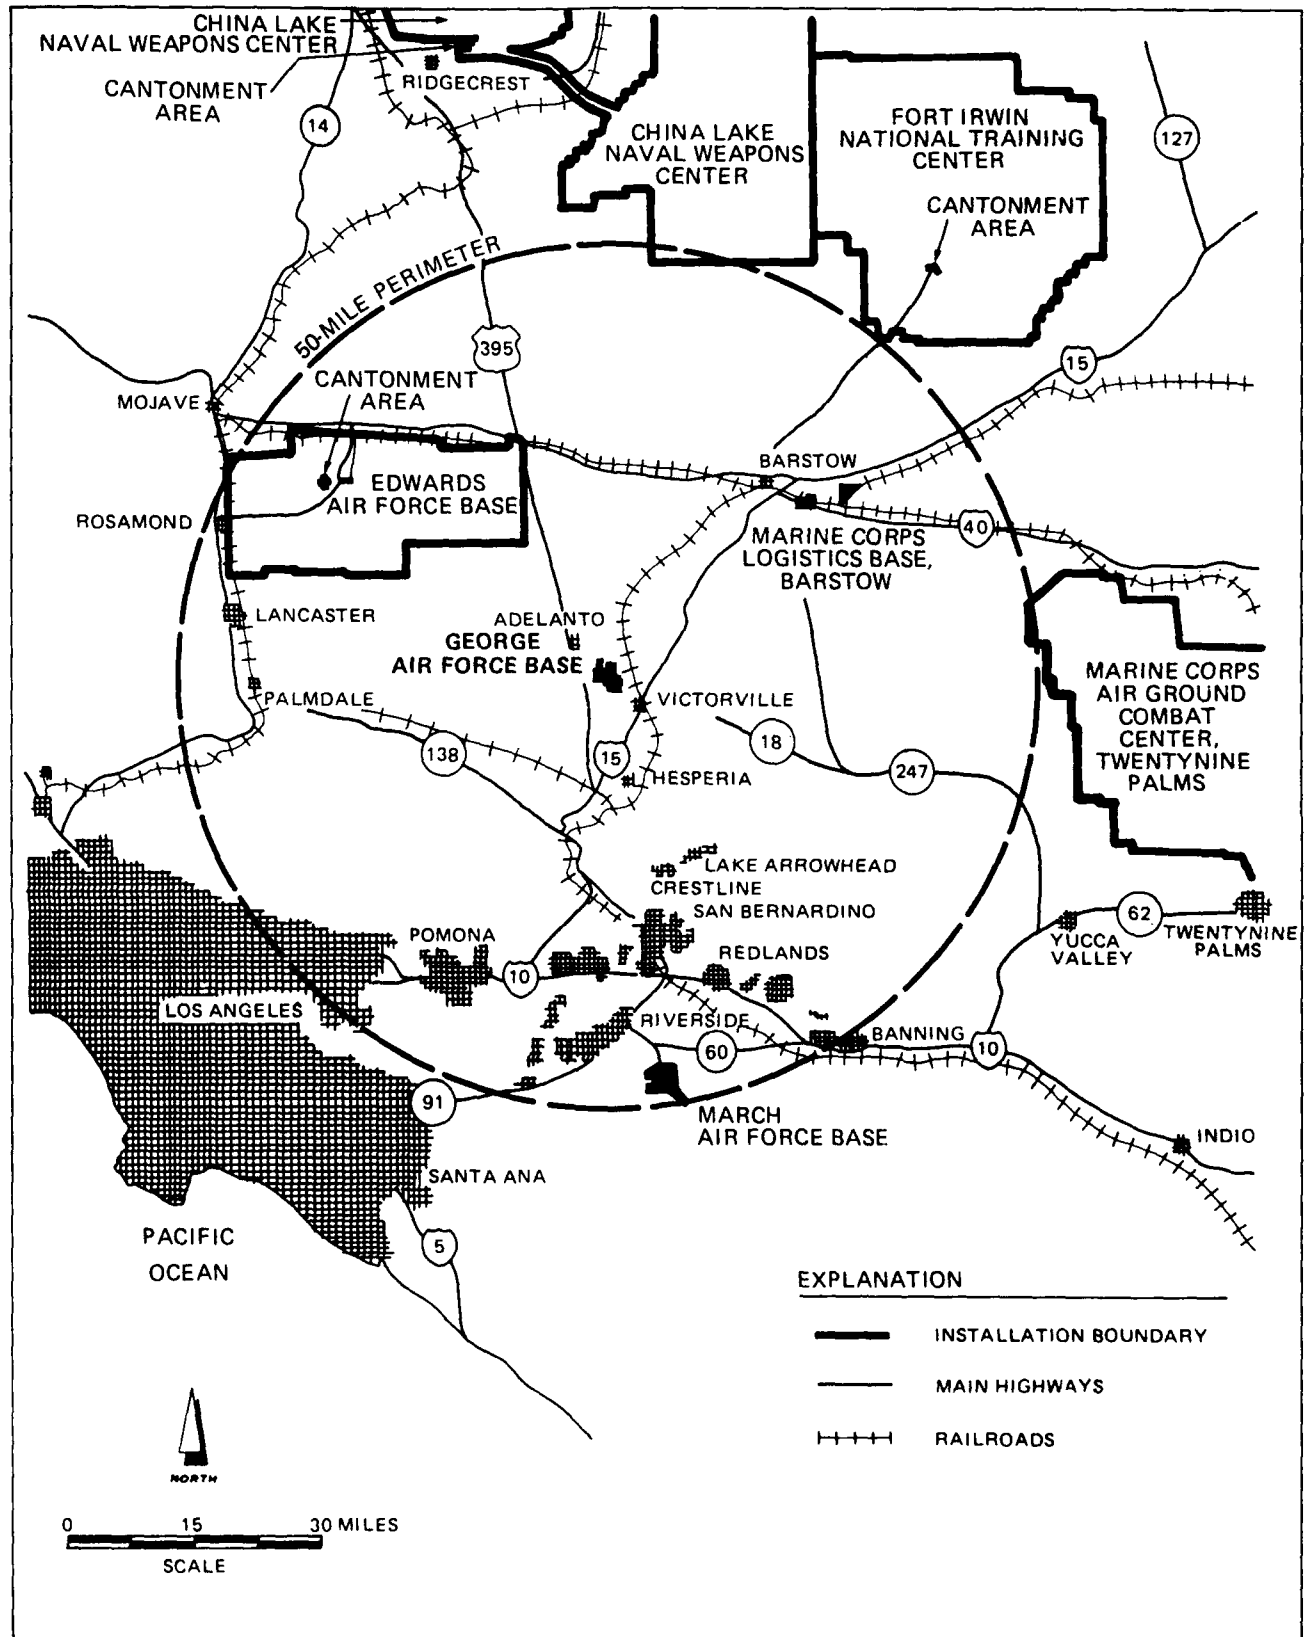 CHINA LAKE
NAVAL WEAPONS CENTER
CANTONMENT
AREA
RIDGECREST
14
CHINA LAKE
NAVAL WEAPONS
CENTER
FORT IRWIN
NATIONAL TRAINING
CENTER
CANTONMENT
AREA
127
50-MILE PERIMETER
395
15
MOJAVE
CANTONMENT
AREA
EDWARDS
AIR FORCE BASE
ROSAMOND
BARSTOW
MARINE CORPS
LOGISTICS BASE,
BARSTOW
40
LANCASTER
ADELANTO
GEORGE
AIR FORCE BASE
PALMDALE
VICTORVILLE
138
15
18
247
HESPERIA
MARINE CORPS
AIR GROUND
COMBAT
CENTER,
TWENTYNINE
PALMS
LAKE ARROWHEAD
CRESTLINE
SAN BERNARDINO
POMONA
10
REDLANDS
YUCCA
VALLEY
62
TWENTYNINE
PALMS
LOS ANGELES
RIVERSIDE
60
BANNING
10
91
MARCH
AIR FORCE BASE
INDIO
SANTA ANA
5
PACIFIC
OCEAN
EXPLANATION
INSTALLATION BOUNDARY
MAIN HIGHWAYS
RAILROADS
NORTH
0 15 30 MILES
SCALE